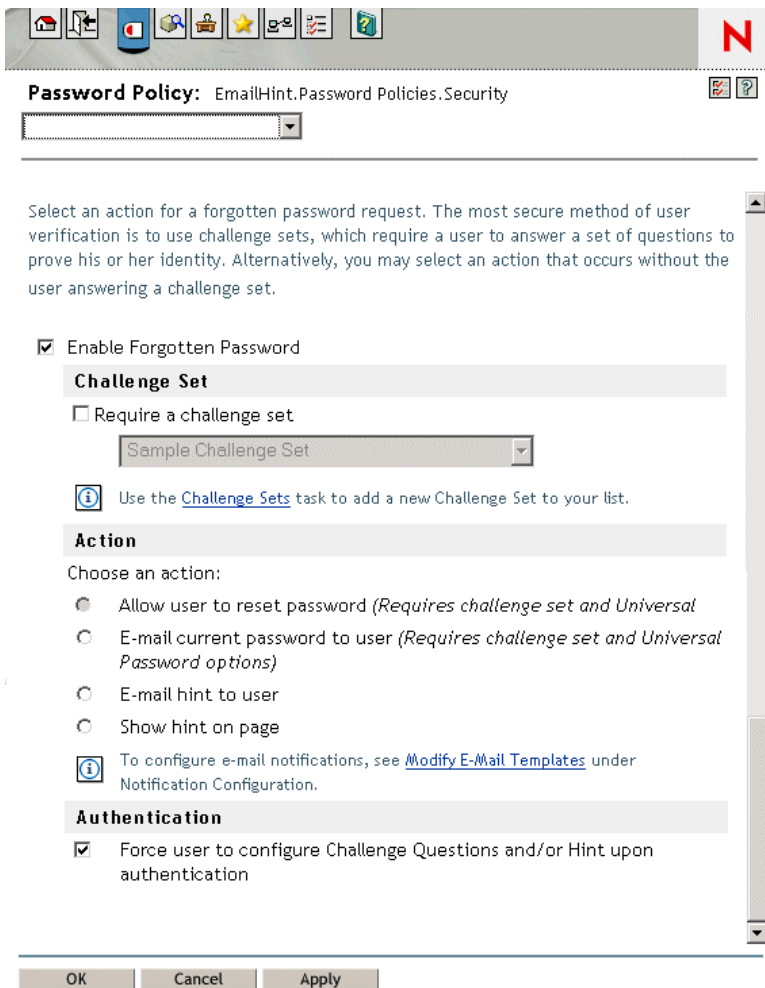 N
Password Policy: EmailHint.Password Policies.Security
Select an action for a forgotten password request. The most secure method of user
verification is to use challenge sets, which require a user to answer a set of questions to
prove his or her identity. Alternatively, you may select an action that occurs without the
user answering a challenge set.
Enable Forgotten Password
Challenge Set
Require a challenge set
Sample Challenge Set
Use the Challenge Sets task to add a new Challenge Set to your list.
Action
Choose an action:
Allow user to reset password (Requires challenge set and Universal
E-mail current password to user (Requires challenge set and Universal
Password options)
E-mail hint to user
Show hint on page
To configure e-mail notifications, see Modify E-Mail Templates under
Notification Configuration.
Authentication
Force user to configure Challenge Questions and/or Hint upon
authentication
OK Cancel Apply